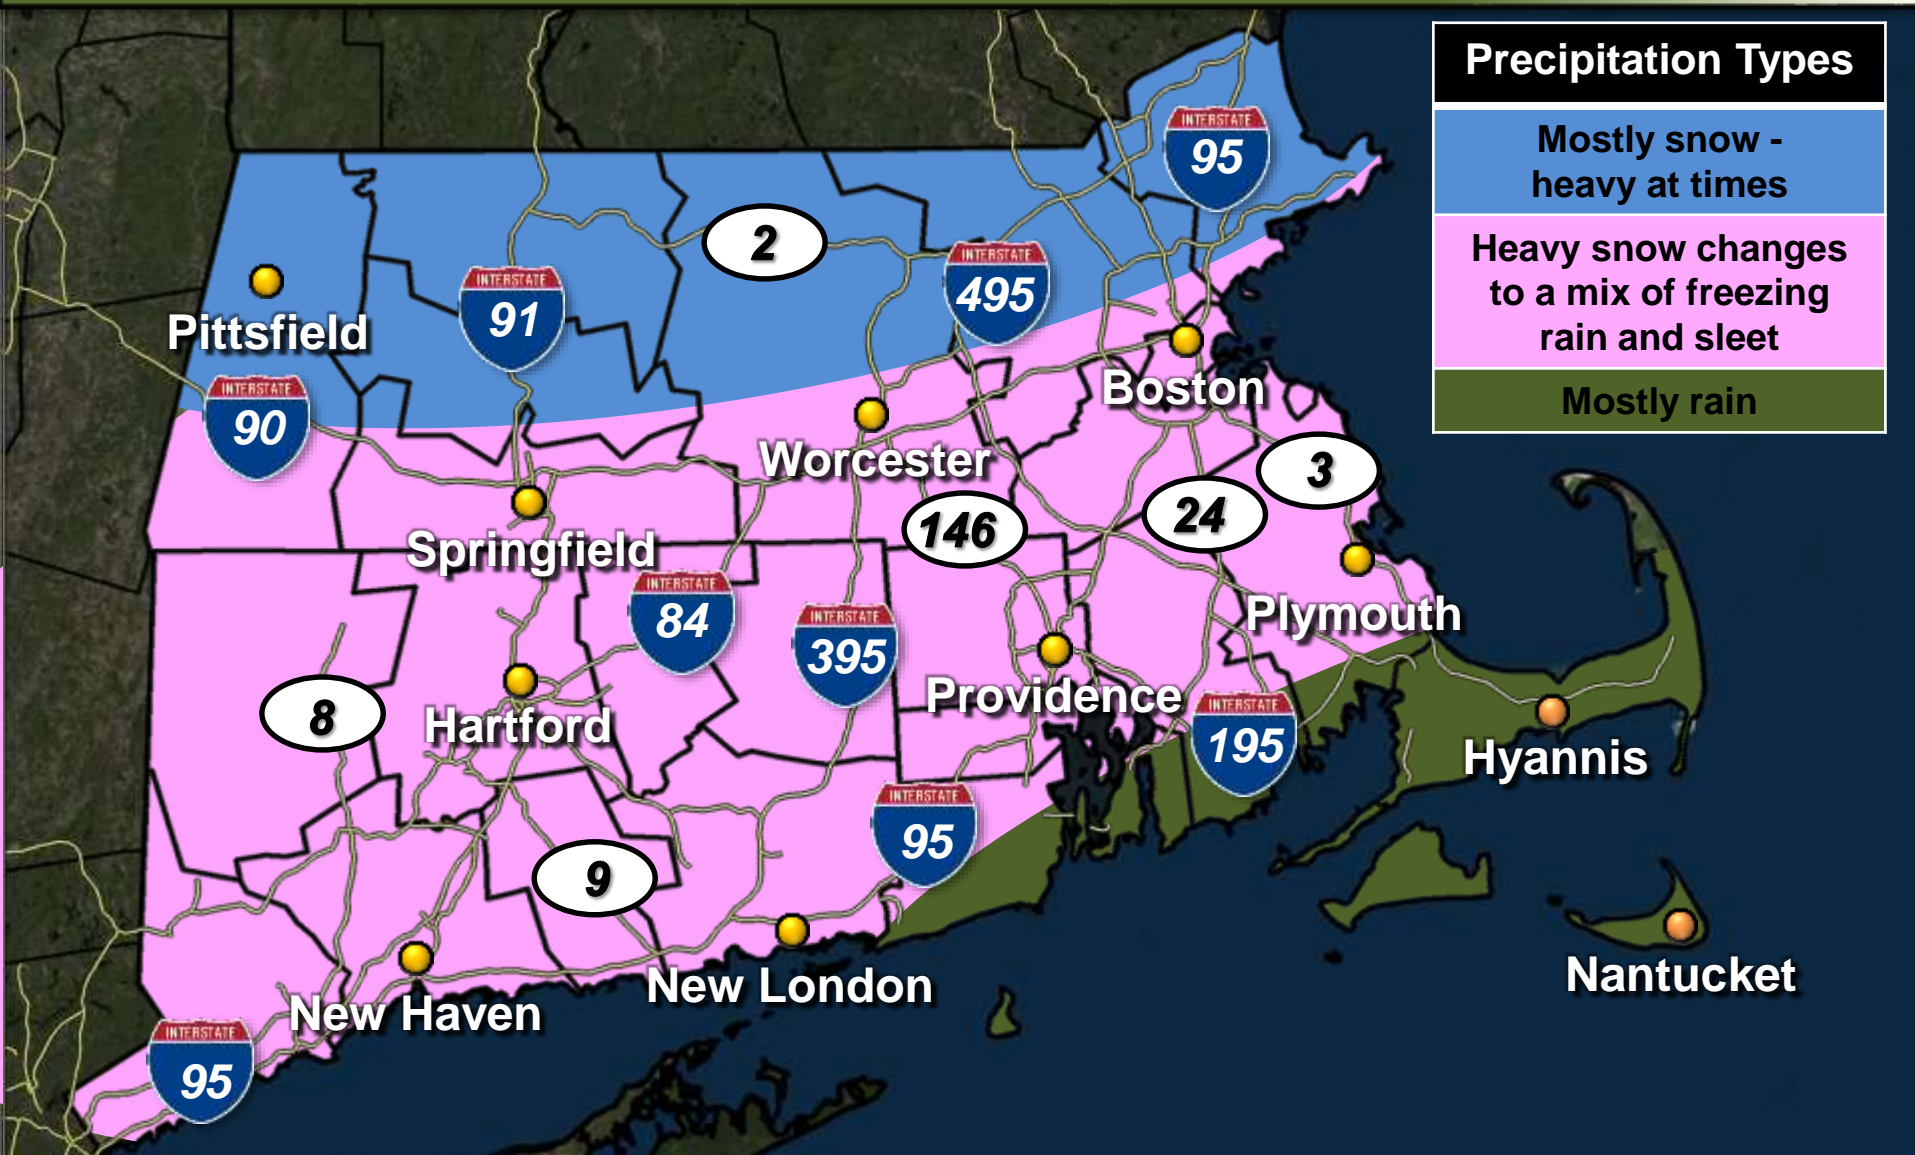 Precipitation Types
Mostly snow -
heavy at times
Heavy snow changes
to a mix of freezing
rain and sleet
Mostly rain
INTERSTATE
95
2
INTERSTATE
495
INTERSTATE
91
Pittsfield
INTERSTATE
90
Boston
Worcester
3
146
24
Springfield
INTERSTATE
84
INTERSTATE
395
Plymouth
Providence
8
Hartford
INTERSTATE
195
Hyannis
INTERSTATE
95
9
Nantucket
New London
New Haven
INTERSTATE
95